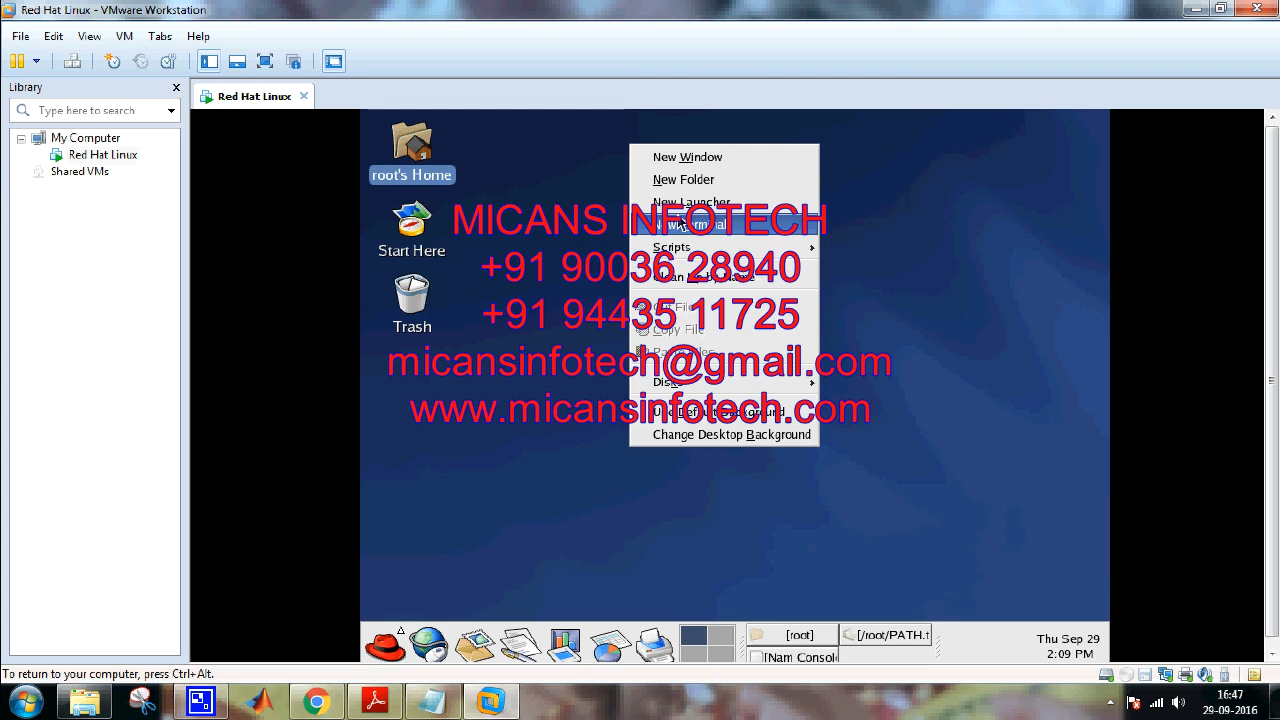 Red Hat Linux - VMware Workstation
File Edit View VM Tabs Help
Library
Type here to search
My Computer
Red Hat Linux
Shared VMs
Red Hat Linux
root's Home
Start Here
Trash
New Window
New Folder
New Launcher
Scripts
Copy File
Change Desktop Background
MICANS INFOTECH
+91 90036 28940
+91 94435 11725
micansinfotech@gmail.com
www.micansinfotech.com
[root]
[/root/PATH.t
[Nam Consol
Thu Sep 29
2:09 PM
To return to your computer, press Ctrl+Alt.
16:47
29-09-2016